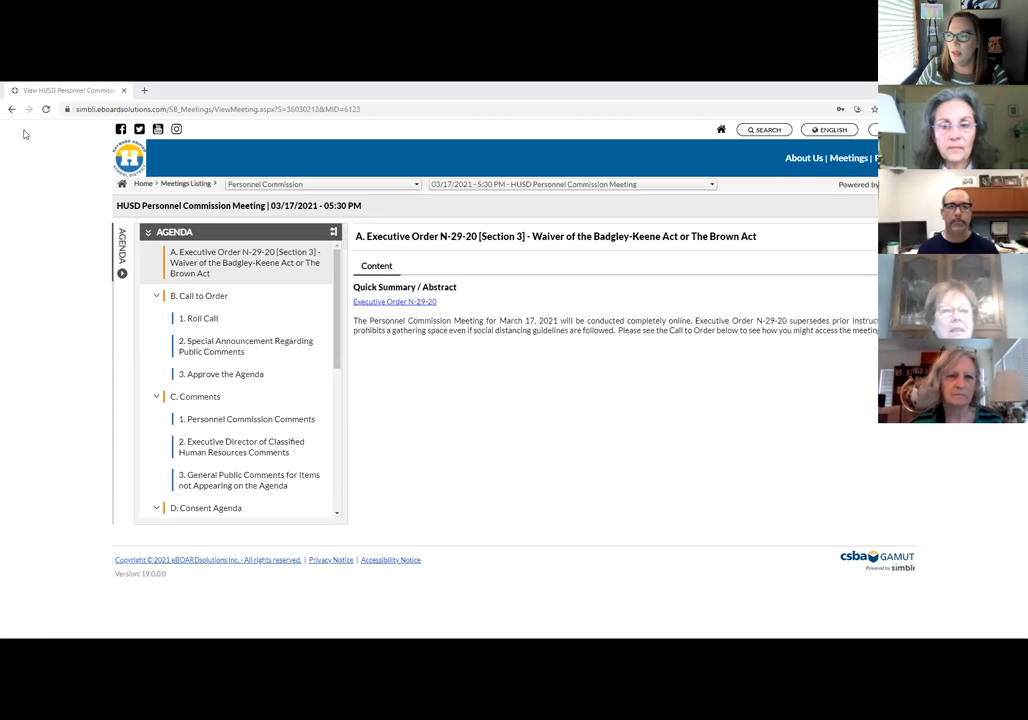 View HUSD Personnel Commiss
simbli.eboardsolutions.com/SB_Meetings/ViewMeeting.aspx?S=36030212&MID=6123
SEARCH
ENGLISH
About Us | Meetings |
Home > Meetings Listing >
Personnel Commission
03/17/2021 - 5:30 PM - HUSD Personnel Commission Meeting
Powered by
HUSD Personnel Commission Meeting | 03/17/2021 - 05:30 PM
AGENDA
AGENDA
A. Executive Order N-29-20 [Section 3] -
Waiver of the Badgley-Keene Act or The
Brown Act
B. Call to Order
1. Roll Call
2. Special Announcement Regarding
Public Comments
3. Approve the Agenda
C. Comments
1. Personnel Commission Comments
2. Executive Director of Classified
Human Resources Comments
3. General Public Comments for Items
not Appearing on the Agenda
D. Consent Agenda
A. Executive Order N-29-20 [Section 3] - Waiver of the Badgley-Keene Act or The Brown Act
Content
Quick Summary / Abstract
Executive Order N-29-20
The Personnel Commission Meeting for March 17, 2021 will be conducted completely online. Executive Order N-29-20 supersedes prior instruc
prohibits a gathering space even if social distancing guidelines are followed. Please see the Call to Order below to see how you might access the meeting
Copyright © 2021 eBOARDsolutions Inc. - All rights reserved. | Privacy Notice | Accessibility Notice
Version: 19.0.0.0
csba GAMUT
Powered by simbli